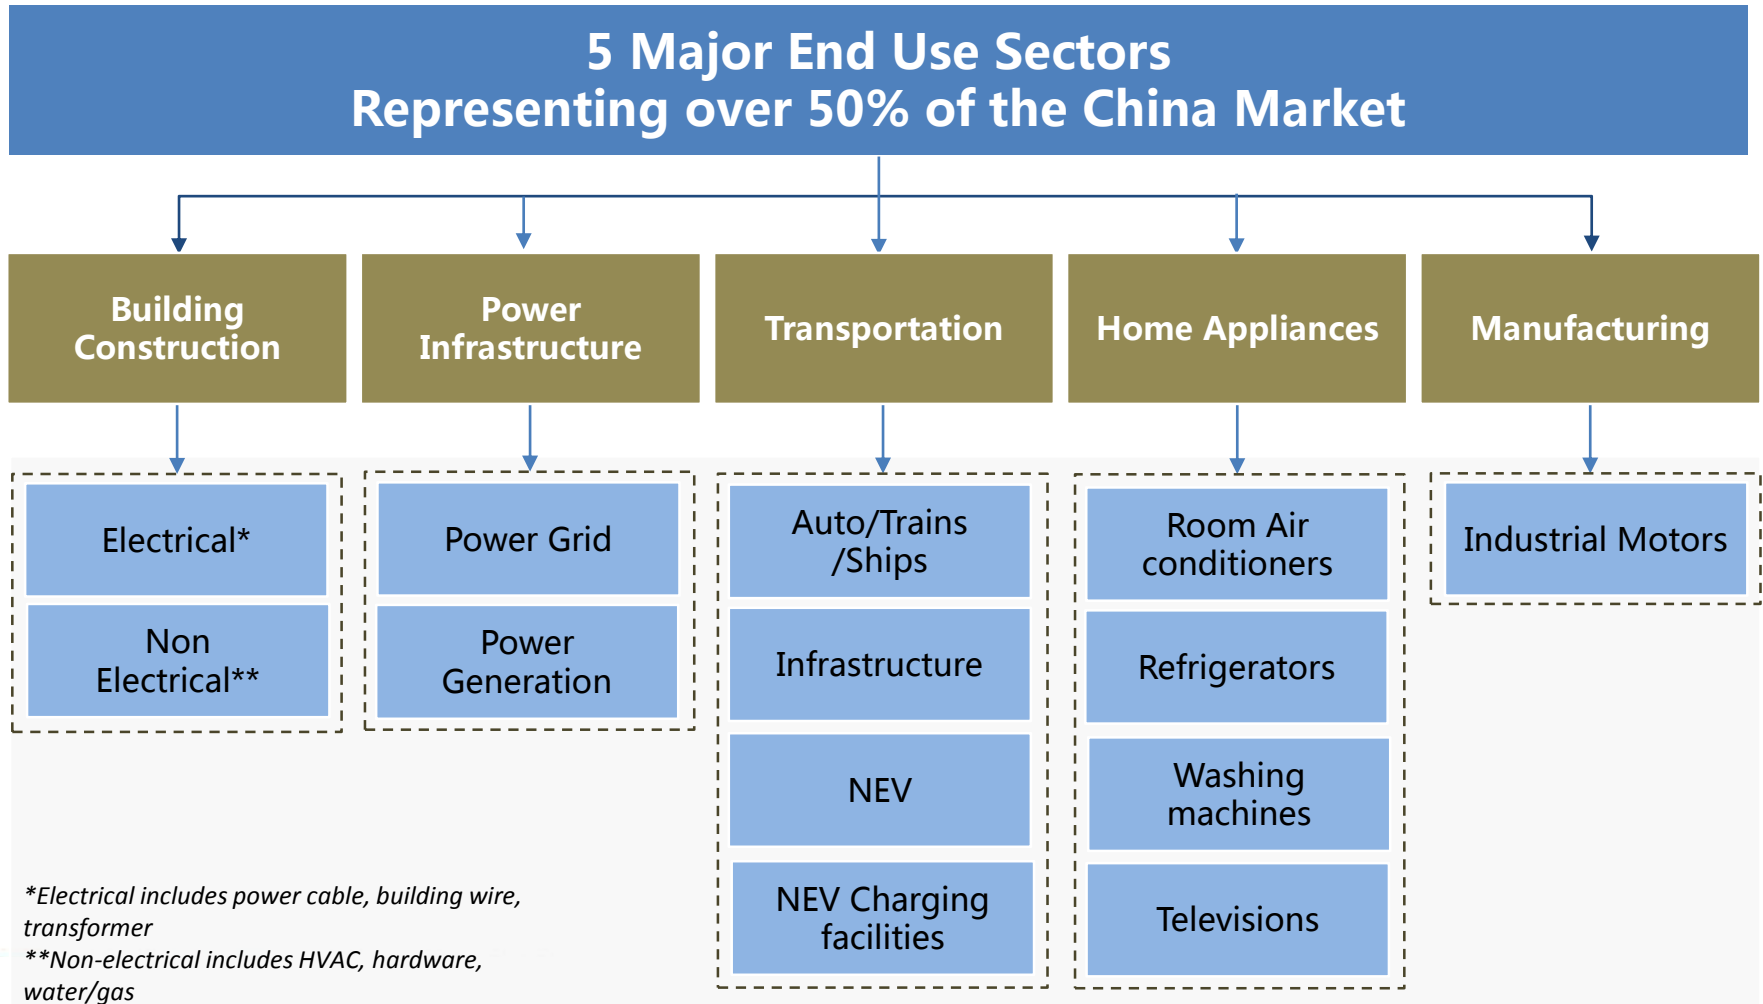 5 Major End Use Sectors
Representing over 50% of the China Market
Building
Construction
Power
Infrastructure
Transportation
Home Appliances
Manufacturing
Electrical*
Non
Electrical**
Power Grid
Power
Generation
Auto/Trains
/Ships
Infrastructure
NEV
NEV Charging
facilities
Room Air
conditioners
Refrigerators
Washing
machines
Televisions
Industrial Motors
*Electrical includes power cable, building wire,
transformer
**Non-electrical includes HVAC, hardware,
water/gas